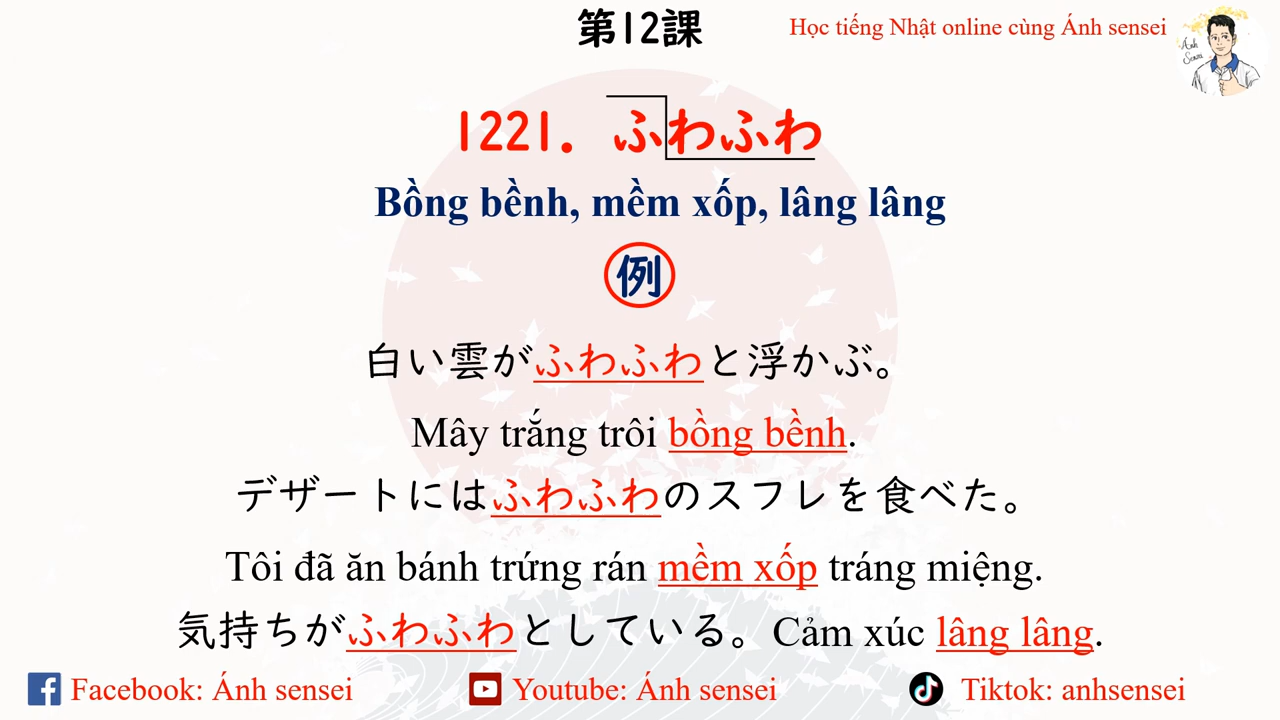 第12課
Học tiếng Nhật online cùng Ánh sensei
Ánh Sensei
1221. ふわふわ
Bồng bềnh, mềm xốp, lâng lâng
例
白い雲がふわふわと浮かぶ。
Mây trắng trôi bồng bềnh.
デザートにはふわふわのスフレを食べた。
Tôi đã ăn bánh trứng rán mềm xốp tráng miệng.
気持ちがふわふわとしている。Cảm xúc lâng lâng.
Facebook: Ánh sensei
Youtube: Ánh sensei
Tiktok: anhsensei